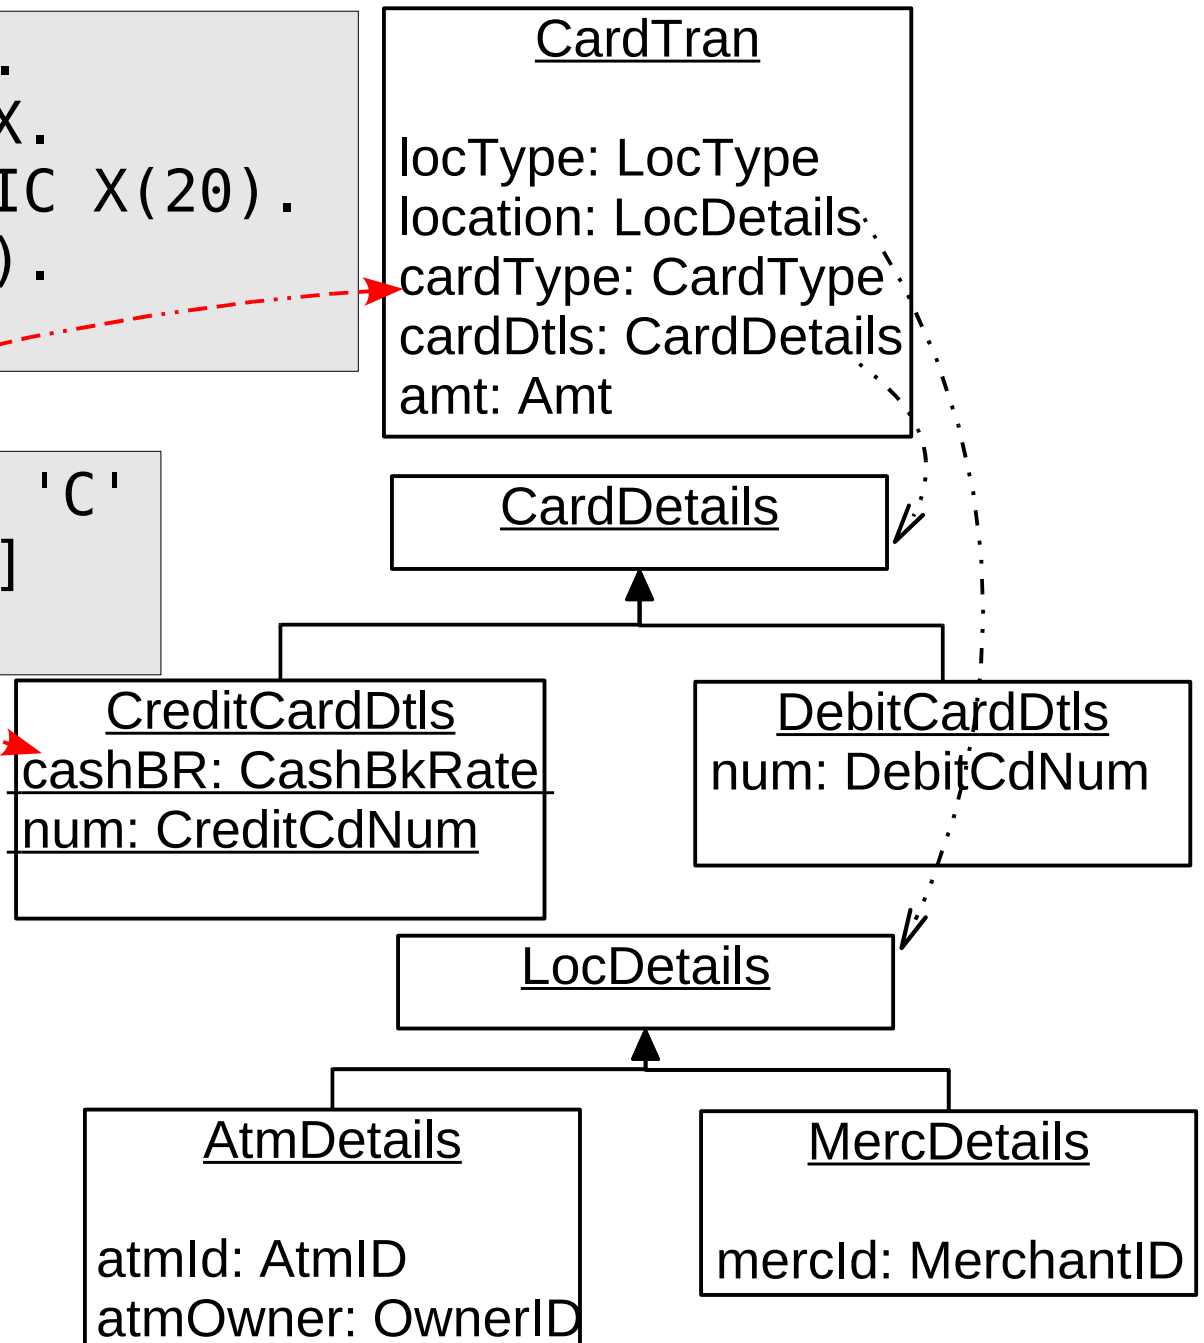 .
X.
IC X(20).
).
'C'
]
CardTran
locType: LocType
location: LocDetails
cardType: CardType
cardDtls: CardDetails
amt: Amt
CardDetails
CreditCardDtls
cashBR: CashBkRate
num: CreditCdNum
DebitCardDtls
num: DebitCdNum
LocDetails
AtmDetails
atmId: AtmID
atmOwner: OwnerID
MercDetails
mercId: MerchantID